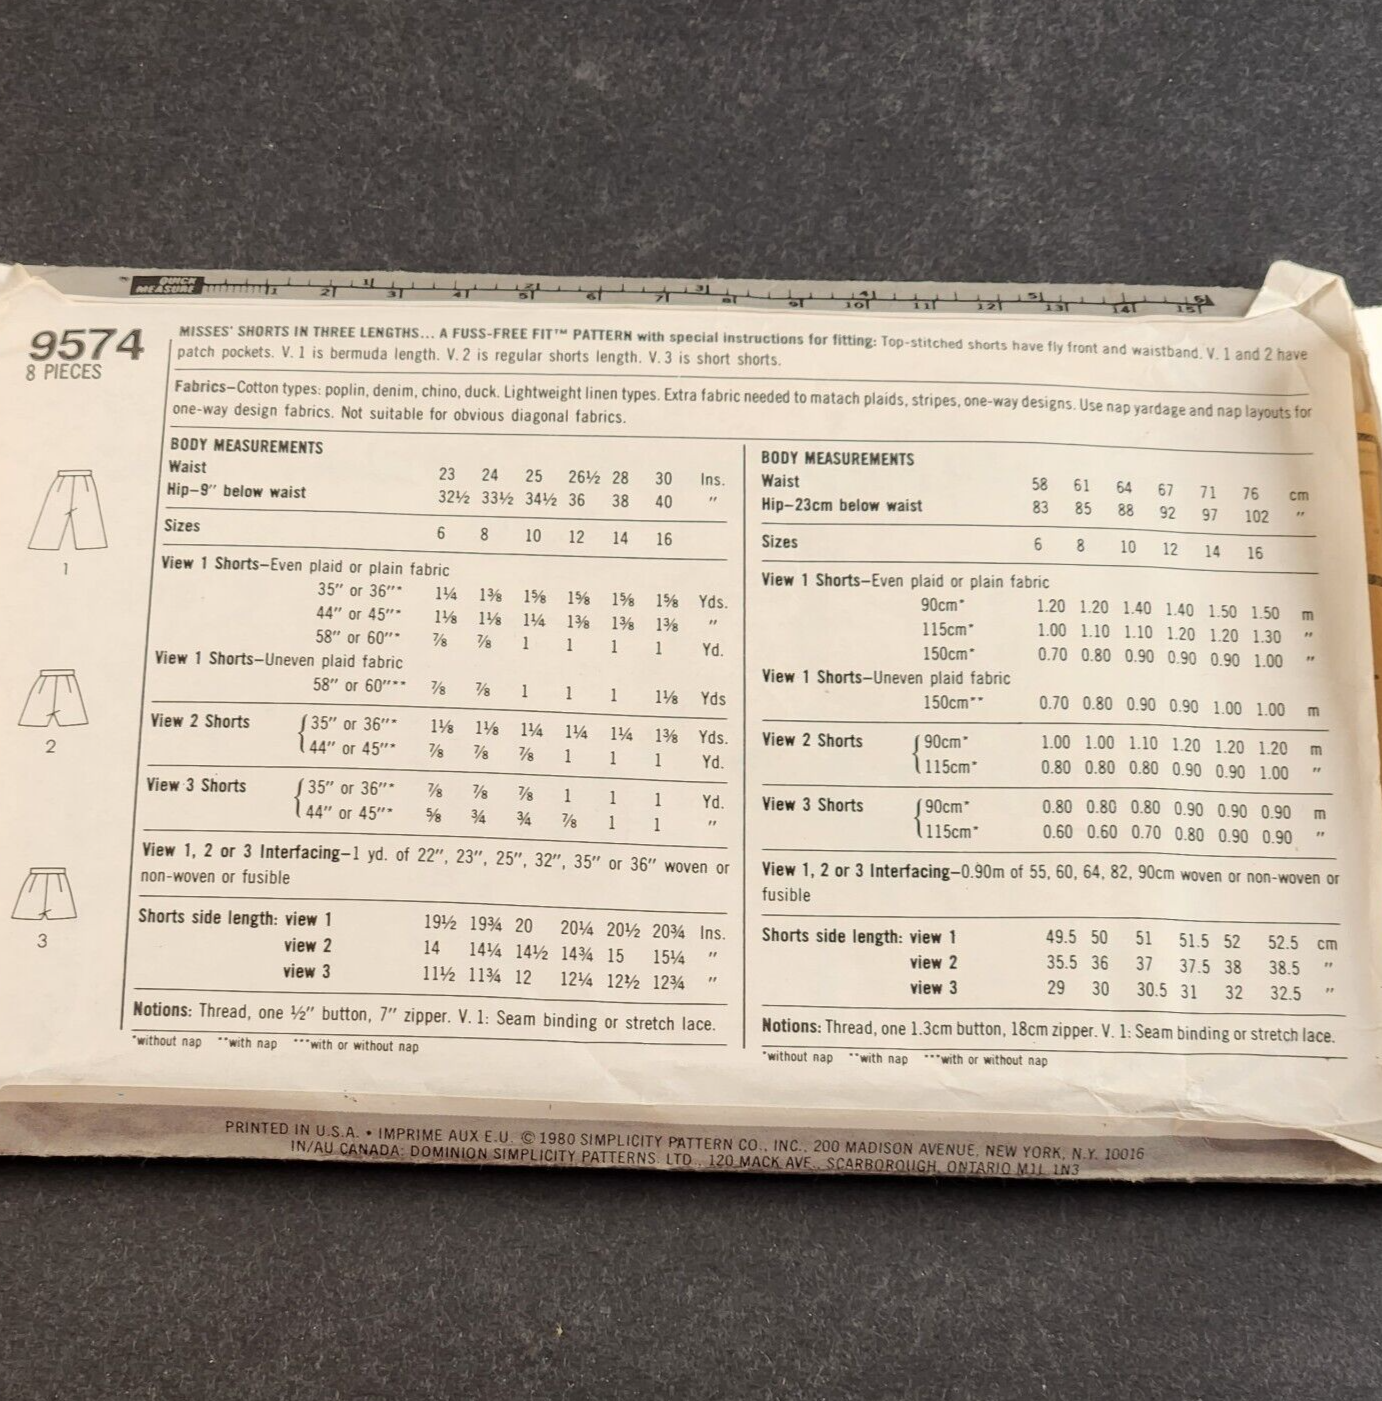 QUICK
MEASURE
1 2 3 4 5 6 7 8 9 10 11 12 13 14 15
1 2 3 4 5 6
9574
8 PIECES
MISSES' SHORTS IN THREE LENGTHS... A FUSS-FREE FIT™ PATTERN with special instructions for fitting: Top-stitched shorts have fly front and waistband. V. 1 and 2 have
patch pockets. V. 1 is bermuda length. V. 2 is regular shorts length. V. 3 is short shorts.
Fabrics–Cotton types: poplin, denim, chino, duck. Lightweight linen types. Extra fabric needed to matach plaids, stripes, one-way designs. Use nap yardage and nap layouts for
one-way design fabrics. Not suitable for obvious diagonal fabrics.
1
2
3
BODY MEASUREMENTS
Waist 23 24 25 26½ 28 30 Ins.
Hip–9" below waist 32½ 33½ 34½ 36 38 40 "
Sizes 6 8 10 12 14 16
View 1 Shorts–Even plaid or plain fabric
35" or 36"* 1¼ 1⅜ 1⅝ 1⅝ 1⅝ 1⅝ Yds.
44" or 45"* 1⅛ 1⅛ 1¼ 1⅜ 1⅜ 1⅜ "
58" or 60"* ⅞ ⅞ 1 1 1 1 Yd.
View 1 Shorts–Uneven plaid fabric
58" or 60"** ⅞ ⅞ 1 1 1 1⅛ Yds
View 2 Shorts 35" or 36"* 1⅛ 1⅛ 1¼ 1¼ 1¼ 1⅜ Yds.
44" or 45"* ⅞ ⅞ ⅞ 1 1 1 Yd.
View 3 Shorts 35" or 36"* ⅞ ⅞ ⅞ 1 1 1 Yd.
44" or 45"* ⅝ ¾ ¾ ⅞ 1 1 "
View 1, 2 or 3 Interfacing–1 yd. of 22", 23", 25", 32", 35" or 36" woven or
non-woven or fusible
Shorts side length: view 1 19½ 19¾ 20 20¼ 20½ 20¾ Ins.
view 2 14 14¼ 14½ 14¾ 15 15¼ "
view 3 11½ 11¾ 12 12¼ 12½ 12¾ "
Notions: Thread, one ½" button, 7" zipper. V. 1: Seam binding or stretch lace.
*without nap **with nap ***with or without nap
BODY MEASUREMENTS
Waist 58 61 64 67 71 76 cm
Hip–23cm below waist 83 85 88 92 97 102 "
Sizes 6 8 10 12 14 16
View 1 Shorts–Even plaid or plain fabric
90cm* 1.20 1.20 1.40 1.40 1.50 1.50 m
115cm* 1.00 1.10 1.10 1.20 1.20 1.30 "
150cm* 0.70 0.80 0.90 0.90 0.90 1.00 "
View 1 Shorts–Uneven plaid fabric
150cm** 0.70 0.80 0.90 0.90 1.00 1.00 m
View 2 Shorts 90cm* 1.00 1.00 1.10 1.20 1.20 1.20 m
115cm* 0.80 0.80 0.80 0.90 0.90 1.00 "
View 3 Shorts 90cm* 0.80 0.80 0.80 0.90 0.90 0.90 m
115cm* 0.60 0.60 0.70 0.80 0.90 0.90 "
View 1, 2 or 3 Interfacing–0.90m of 55, 60, 64, 82, 90cm woven or non-woven or
fusible
Shorts side length: view 1 49.5 50 51 51.5 52 52.5 cm
view 2 35.5 36 37 37.5 38 38.5 "
view 3 29 30 30.5 31 32 32.5 "
Notions: Thread, one 1.3cm button, 18cm zipper. V. 1: Seam binding or stretch lace.
*without nap **with nap ***with or without nap
PRINTED IN U.S.A. • IMPRIME AUX E.U. © 1980 SIMPLICITY PATTERN CO., INC., 200 MADISON AVENUE, NEW YORK, N.Y. 10016
IN/AU CANADA: DOMINION SIMPLICITY PATTERNS. LTD., 120 MACK AVE., SCARBOROUGH, ONTARIO M1L 1N3